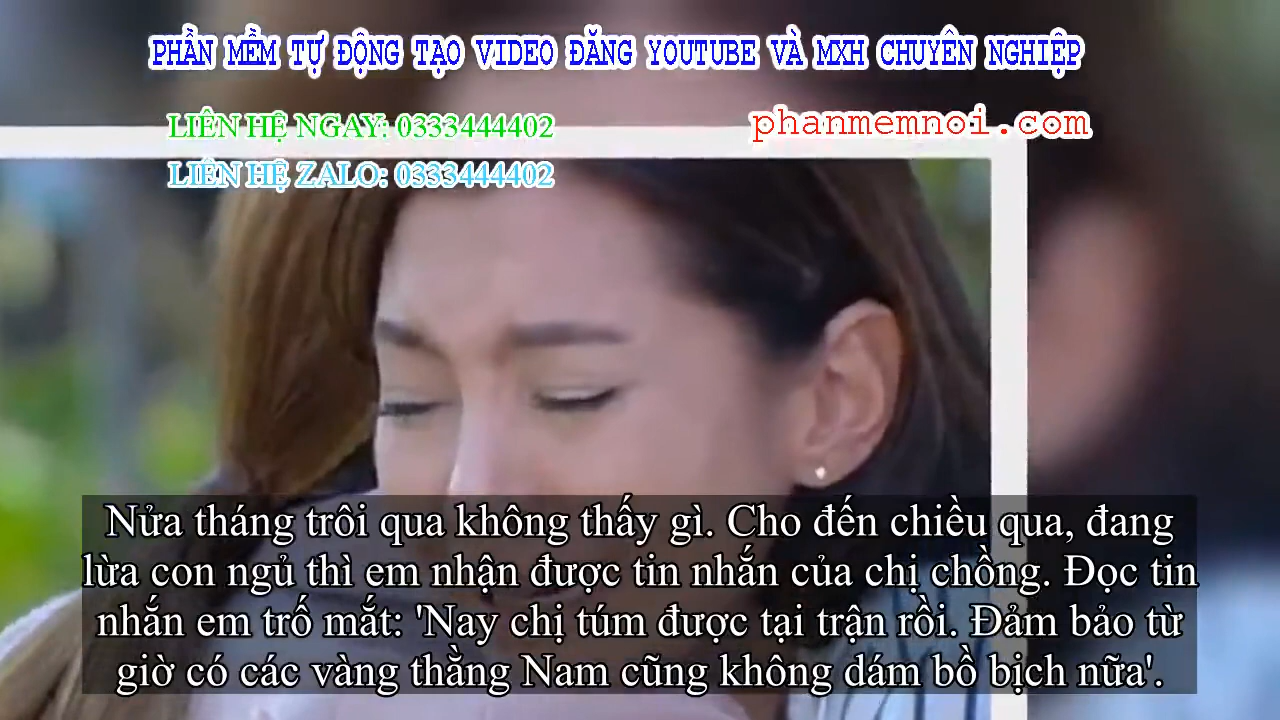 PHẦN MỀM TỰ ĐỘNG TẠO VIDEO ĐĂNG YOUTUBE VÀ MXH CHUYÊN NGHIỆP
LIÊN HỆ NGAY: 0333444402
phanmemnoi.com
LIÊN HỆ ZALO: 0333444402
Nửa tháng trôi qua không thấy gì. Cho đến chiều qua, đang
lừa con ngủ thì em nhận được tin nhắn của chị chồng. Đọc tin
nhắn em trố mắt: 'Nay chị túm được tại trận rồi. Đảm bảo từ
giờ có các vàng thằng Nam cũng không dám bồ bịch nữa'.